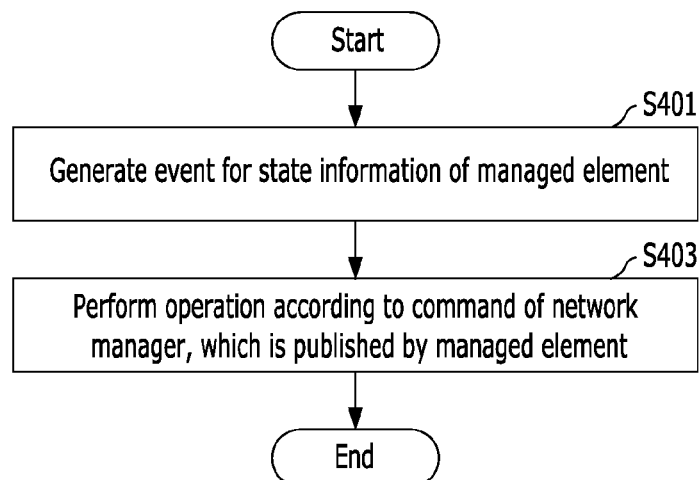 Start
S401
Generate event for state information of managed element
S403
Perform operation according to command of network
manager, which is published by managed element
End